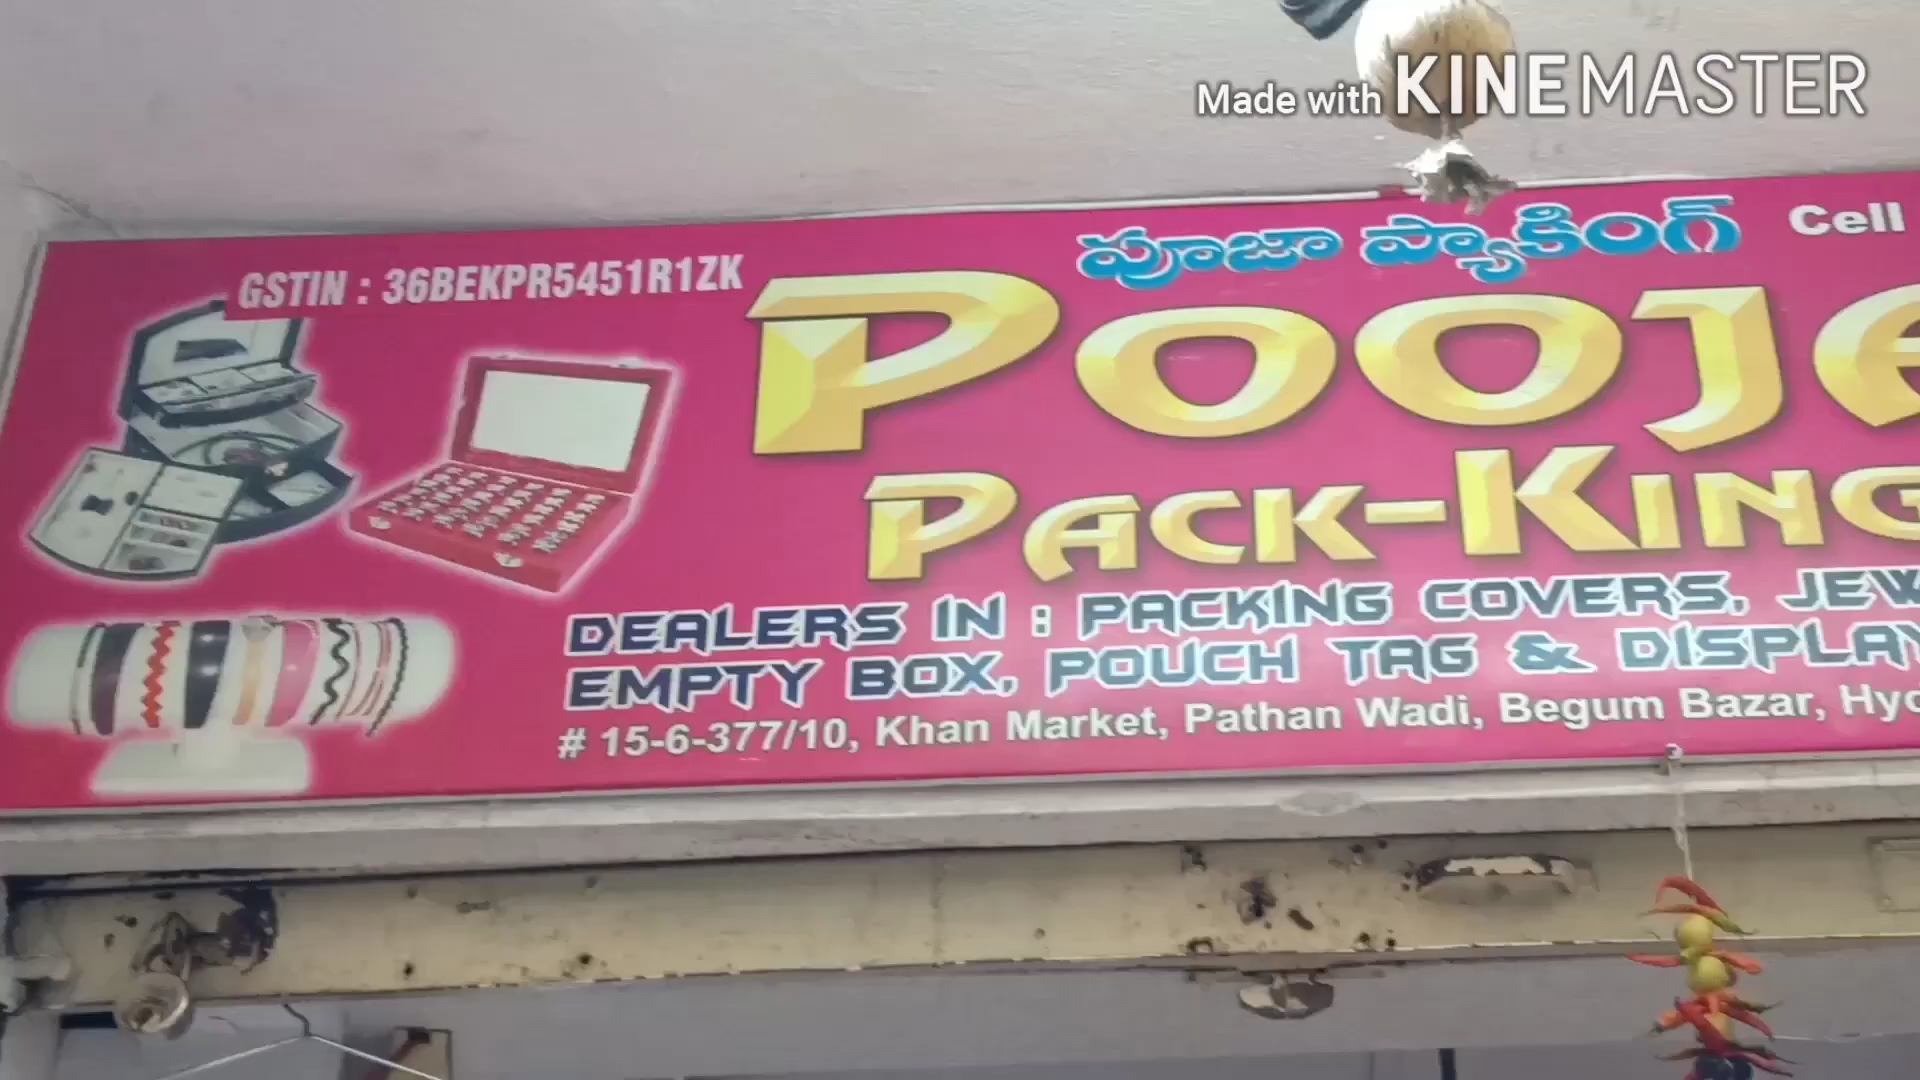 Made with KINEMASTER
GSTIN : 36BEKPR5451R1ZK
పూజా ప్యాకింగ్ Cell
POOJA
PACK-KING
DEALERS IN : PACKING COVERS, JEW
EMPTY BOX, POUCH TAG & DISPLAY
# 15-6-377/10, Khan Market, Pathan Wadi, Begum Bazar, Hyd